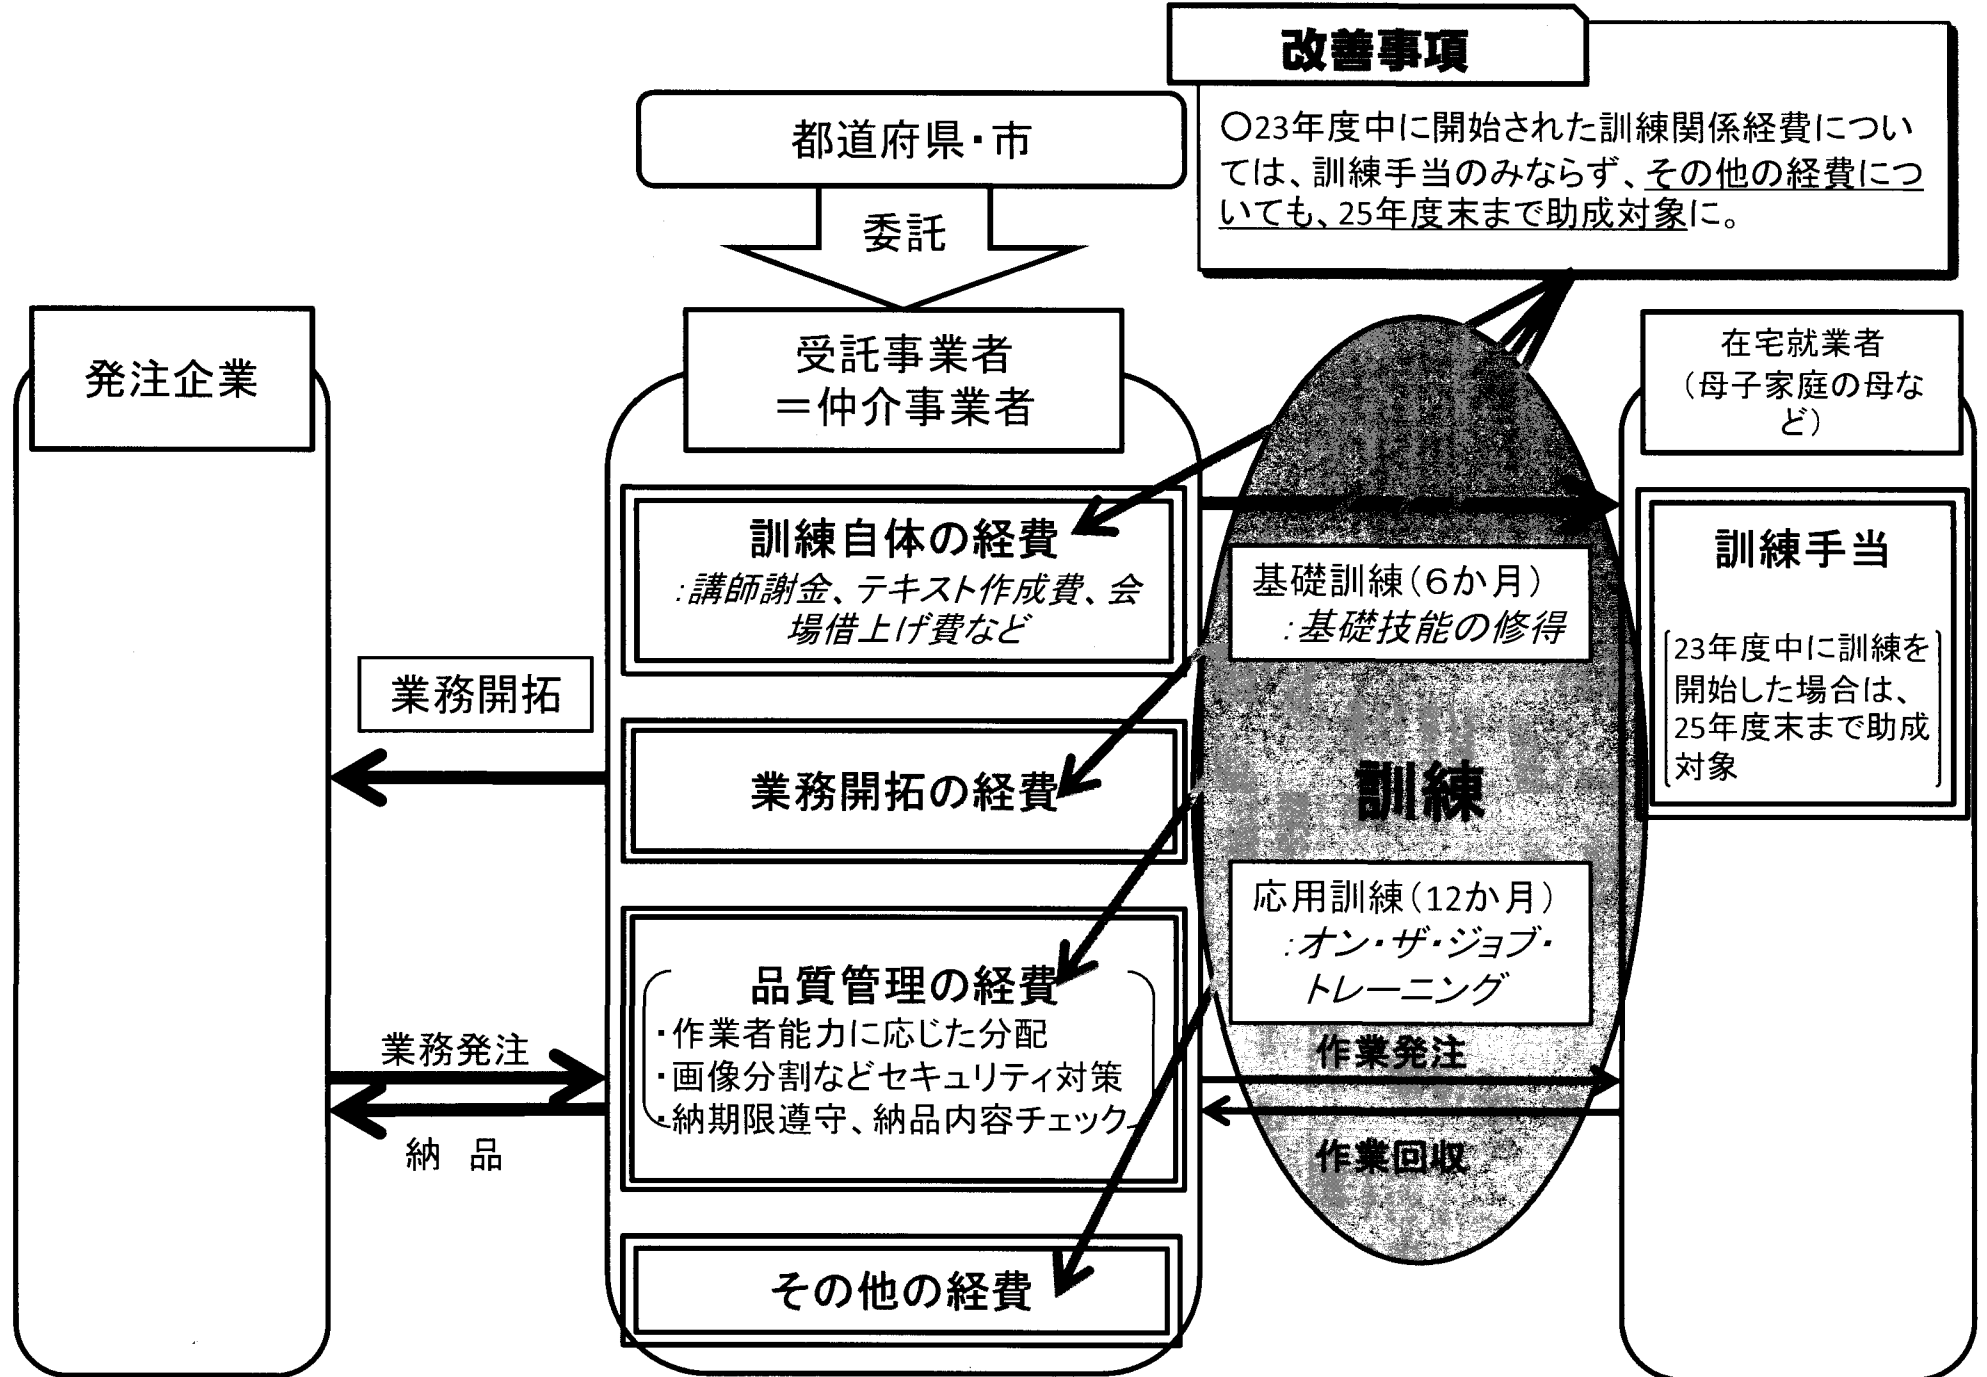 改善事項
〇23年度中に開始された訓練関係経費につい
ては、訓練手当のみならず、その他の経費につ
いても、25年度末まで助成対象に。
都道府県・市
委託
発注企業
受託事業者
＝仲介事業者
在宅就業者
（母子家庭の母な
ど）
訓練自体の経費
:講師謝金、テキスト作成費、会
場借上げ費など
基礎訓練（６か月）
:基礎技能の修得
訓練手当
23年度中に訓練を
開始した場合は、
25年度末まで助成
対象
業務開拓
業務開拓の経費
訓練
応用訓練（12か月）
:オン・ザ・ジョブ・
トレーニング
品質管理の経費
・作業者能力に応じた分配
・画像分割などセキュリティ対策
・納期限遵守、納品内容チェック
業務発注
納　品
作業発注
作業回収
その他の経費